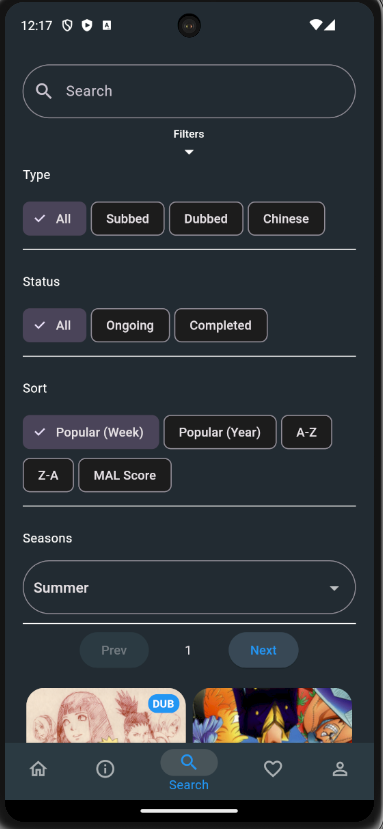 12:17
Search
Filters
Type
All Subbed Dubbed Chinese
Status
All Ongoing Completed
Sort
Popular (Week) Popular (Year) A-Z
Z-A MAL Score
Seasons
Summer
Prev 1 Next
DUB
Search